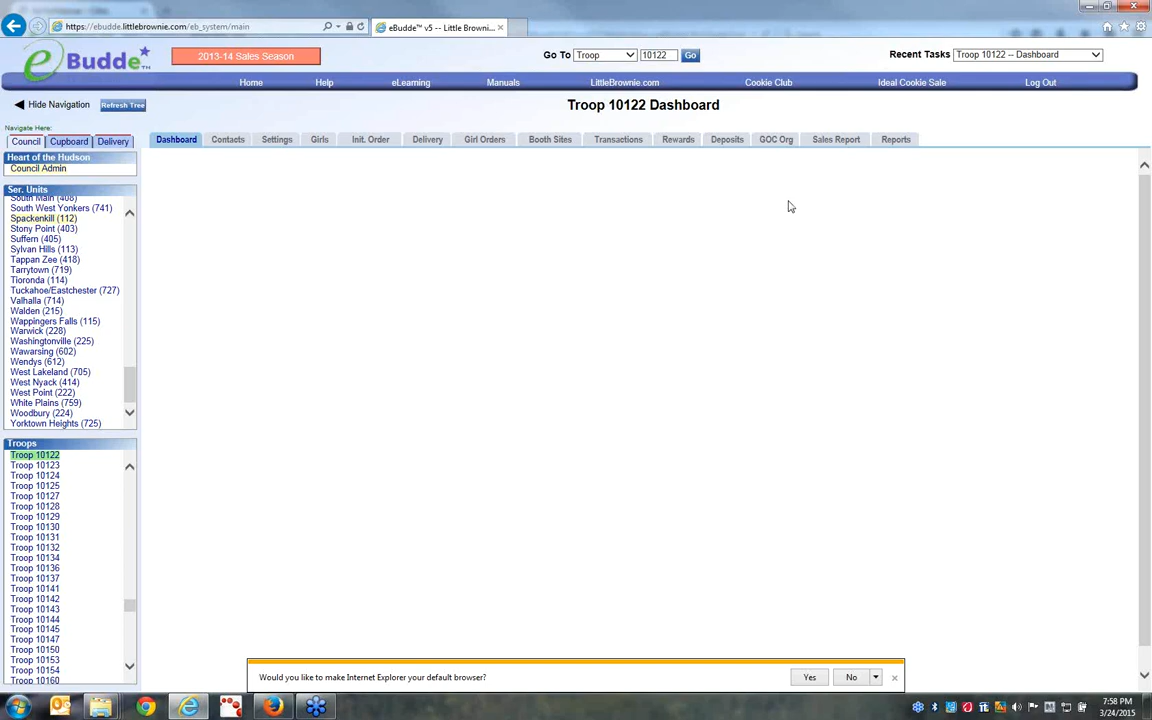 https://ebudde.littlebrownie.com/eb_system/main
eBudde™ v5 -- Little Browni...
eBudde™
2013-14 Sales Season
Go To Troop 10122 Go
Recent Tasks Troop 10122 -- Dashboard
Home Help eLearning Manuals LittleBrownie.com Cookie Club Ideal Cookie Sale Log Out
Hide Navigation Refresh Tree
Troop 10122 Dashboard
Navigate Here:
Council Cupboard Delivery
Dashboard Contacts Settings Girls Init. Order Delivery Girl Orders Booth Sites Transactions Rewards Deposits GOC Org Sales Report Reports
Heart of the Hudson
Council Admin
Ser. Units
South Main (408)
South West Yonkers (741)
Spackenkill (112)
Stony Point (403)
Suffern (405)
Sylvan Hills (113)
Tappan Zee (418)
Tarrytown (719)
Tioronda (114)
Tuckahoe/Eastchester (727)
Valhalla (714)
Walden (215)
Wappingers Falls (115)
Warwick (228)
Washingtonville (225)
Wawarsing (602)
Wendys (612)
West Lakeland (705)
West Nyack (414)
West Point (222)
White Plains (759)
Woodbury (224)
Yorktown Heights (725)
Troops
Troop 10122
Troop 10123
Troop 10124
Troop 10125
Troop 10127
Troop 10128
Troop 10129
Troop 10130
Troop 10131
Troop 10132
Troop 10134
Troop 10136
Troop 10137
Troop 10141
Troop 10142
Troop 10143
Troop 10144
Troop 10145
Troop 10147
Troop 10150
Troop 10153
Troop 10154
Troop 10160
Would you like to make Internet Explorer your default browser? Yes No
7:58 PM
3/24/2015